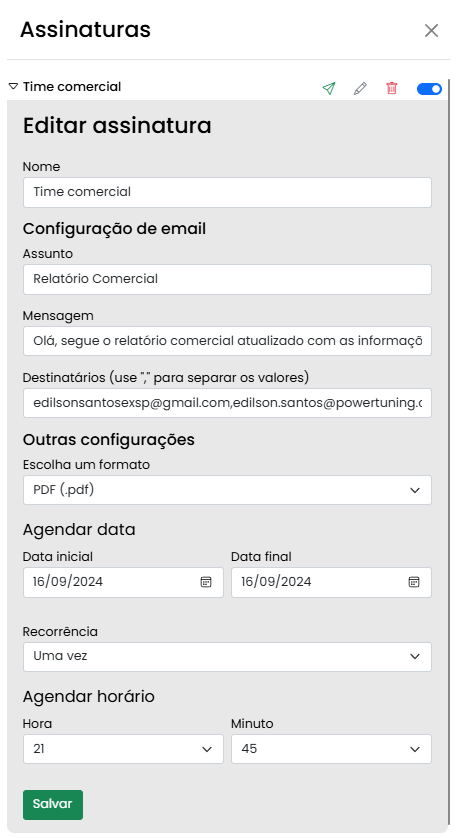 Assinaturas
Time comercial
Editar assinatura
Nome
Time comercial
Configuração de email
Assunto
Relatório Comercial
Mensagem
Olá, segue o relatório comercial atualizado com as informaçõ
Destinatários (use "," para separar os valores)
edilsonsantosexsp@gmail.com,edilson.santos@powertuning.c
Outras configurações
Escolha um formato
PDF (.pdf)
Agendar data
Data inicial Data final
16/09/2024 16/09/2024
Recorrência
Uma vez
Agendar horário
Hora Minuto
21 45
Salvar